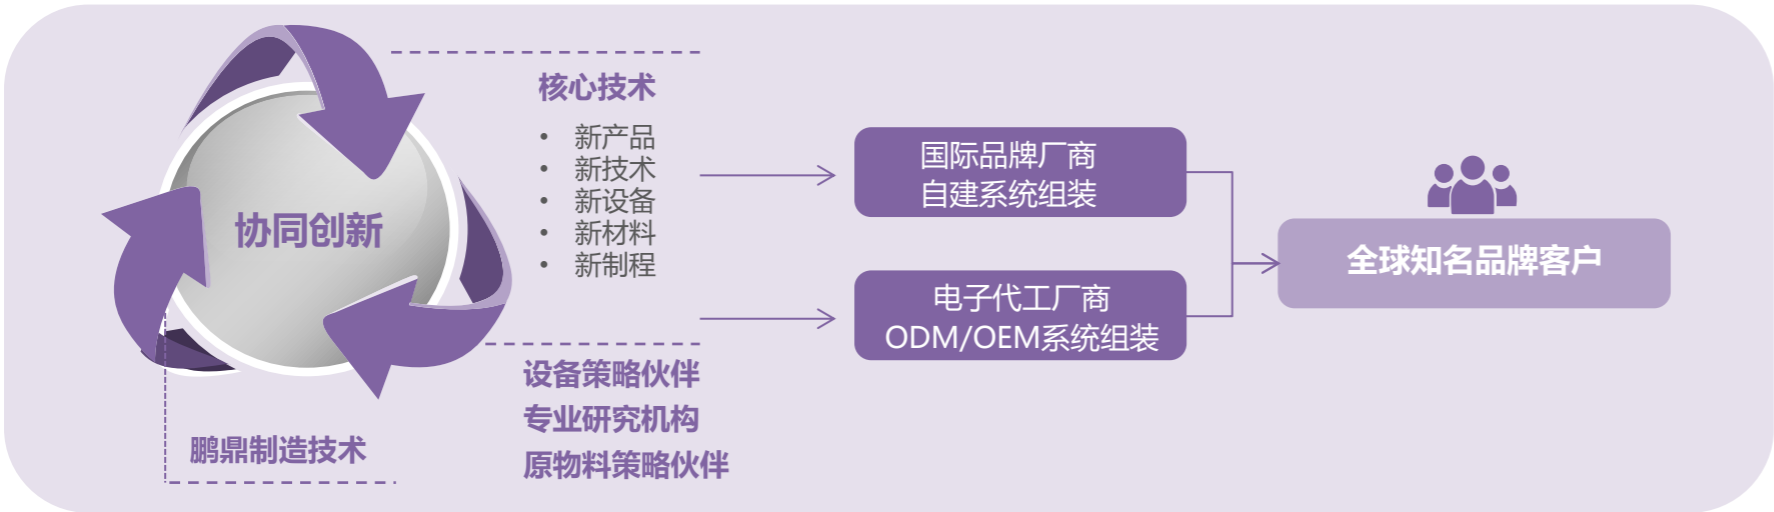 协同创新
核心技术
• 新产品
• 新技术
• 新设备
• 新材料
• 新制程
设备策略伙伴
专业研究机构
原物料策略伙伴
鹏鼎制造技术
国际品牌厂商
自建系统组装
电子代工厂商
ODM/OEM系统组装
全球知名品牌客户